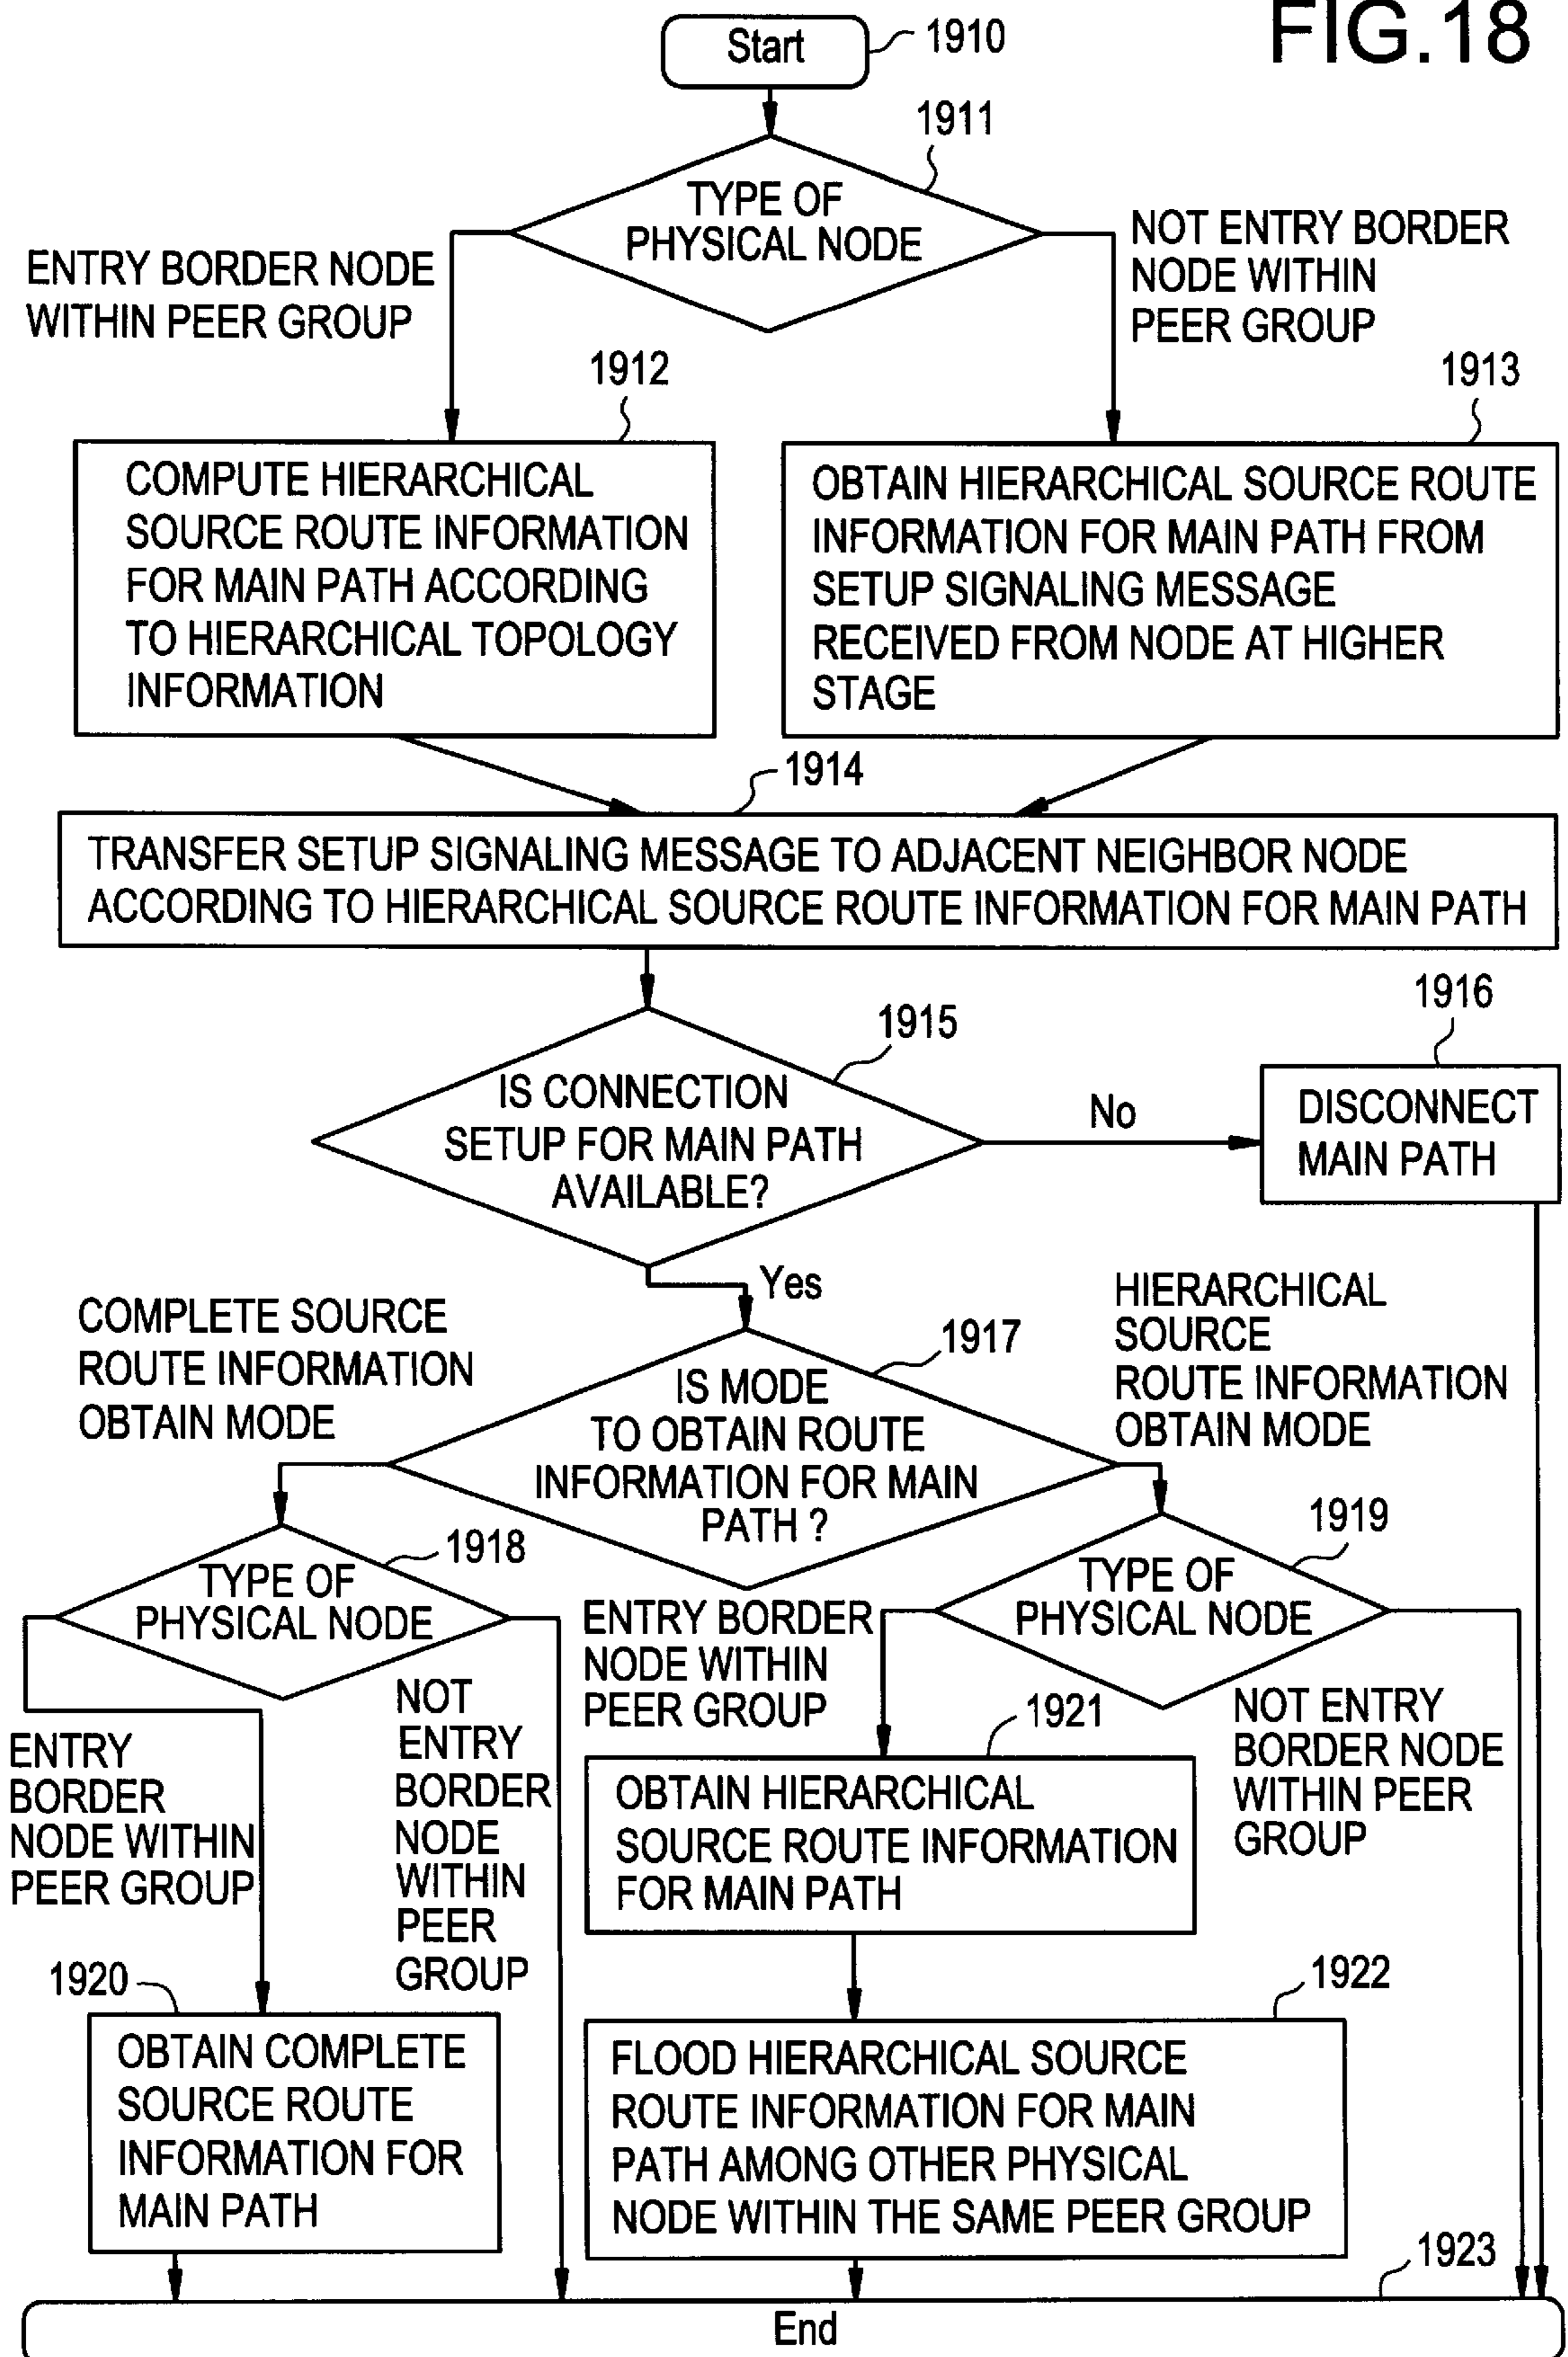 FIG.18
Start
1910
1911
TYPE OF
PHYSICAL NODE
ENTRY BORDER NODE
WITHIN PEER GROUP
NOT ENTRY BORDER
NODE WITHIN
PEER GROUP
1912
1913
COMPUTE HIERARCHICAL
SOURCE ROUTE INFORMATION
FOR MAIN PATH ACCORDING
TO HIERARCHICAL TOPOLOGY
INFORMATION
OBTAIN HIERARCHICAL SOURCE ROUTE
INFORMATION FOR MAIN PATH FROM
SETUP SIGNALING MESSAGE
RECEIVED FROM NODE AT HIGHER
STAGE
1914
TRANSFER SETUP SIGNALING MESSAGE TO ADJACENT NEIGHBOR NODE
ACCORDING TO HIERARCHICAL SOURCE ROUTE INFORMATION FOR MAIN PATH
1915
IS CONNECTION
SETUP FOR MAIN PATH
AVAILABLE?
No
1916
DISCONNECT
MAIN PATH
Yes
COMPLETE SOURCE
ROUTE INFORMATION
OBTAIN MODE
1917
IS MODE
TO OBTAIN ROUTE
INFORMATION FOR MAIN
PATH ?
HIERARCHICAL
SOURCE
ROUTE INFORMATION
OBTAIN MODE
1918
TYPE OF
PHYSICAL NODE
1919
TYPE OF
PHYSICAL NODE
ENTRY
BORDER
NODE WITHIN
PEER GROUP
NOT
ENTRY
BORDER
NODE
WITHIN
PEER
GROUP
ENTRY BORDER
NODE WITHIN
PEER GROUP
NOT ENTRY
BORDER NODE
WITHIN PEER
GROUP
1921
OBTAIN HIERARCHICAL
SOURCE ROUTE INFORMATION
FOR MAIN PATH
1920
OBTAIN COMPLETE
SOURCE ROUTE
INFORMATION FOR
MAIN PATH
1922
FLOOD HIERARCHICAL SOURCE
ROUTE INFORMATION FOR MAIN
PATH AMONG OTHER PHYSICAL
NODE WITHIN THE SAME PEER GROUP
1923
End